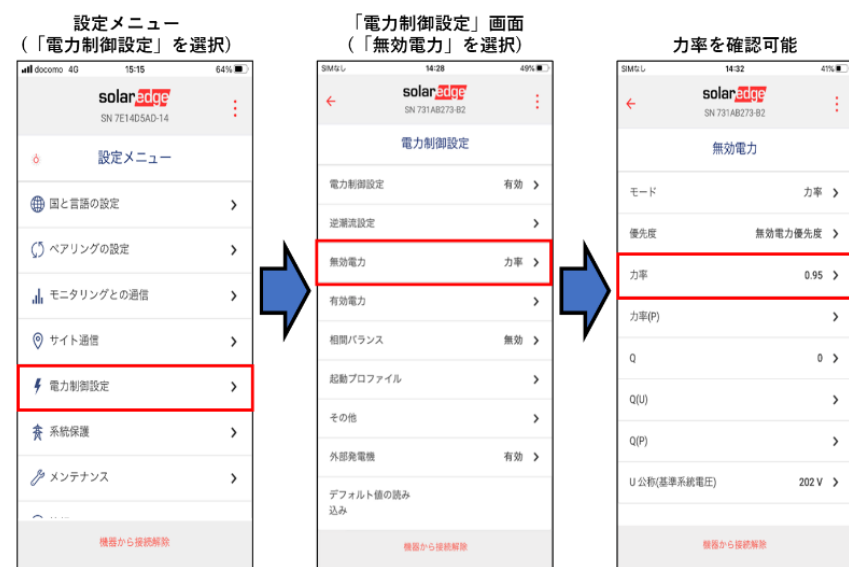 設定メニュー
(「電力制御設定」を選択)
docomo 4G 15:15 64%
solaredge
SN 7E14D5AD-14
設定メニュー
国と言語の設定
ペアリングの設定
モニタリングとの通信
サイト通信
電力制御設定
系統保護
メンテナンス
機器から接続解除
「電力制御設定」画面
(「無効電力」を選択)
SIMなし 14:28 49%
solaredge
SN 731AB273-B2
電力制御設定
電力制御設定 有効
逆潮流設定
無効電力 力率
有効電力
相間バランス 無効
起動プロファイル
その他
外部発電機 有効
デフォルト値の読み
込み
機器から接続解除
力率を確認可能
SIMなし 14:32 41%
solaredge
SN 731AB273-B2
無効電力
モード 力率
優先度 無効電力優先度
力率 0.95
力率(P)
Q 0
Q(U)
Q(P)
U 公称(基準系統電圧) 202 V
機器から接続解除